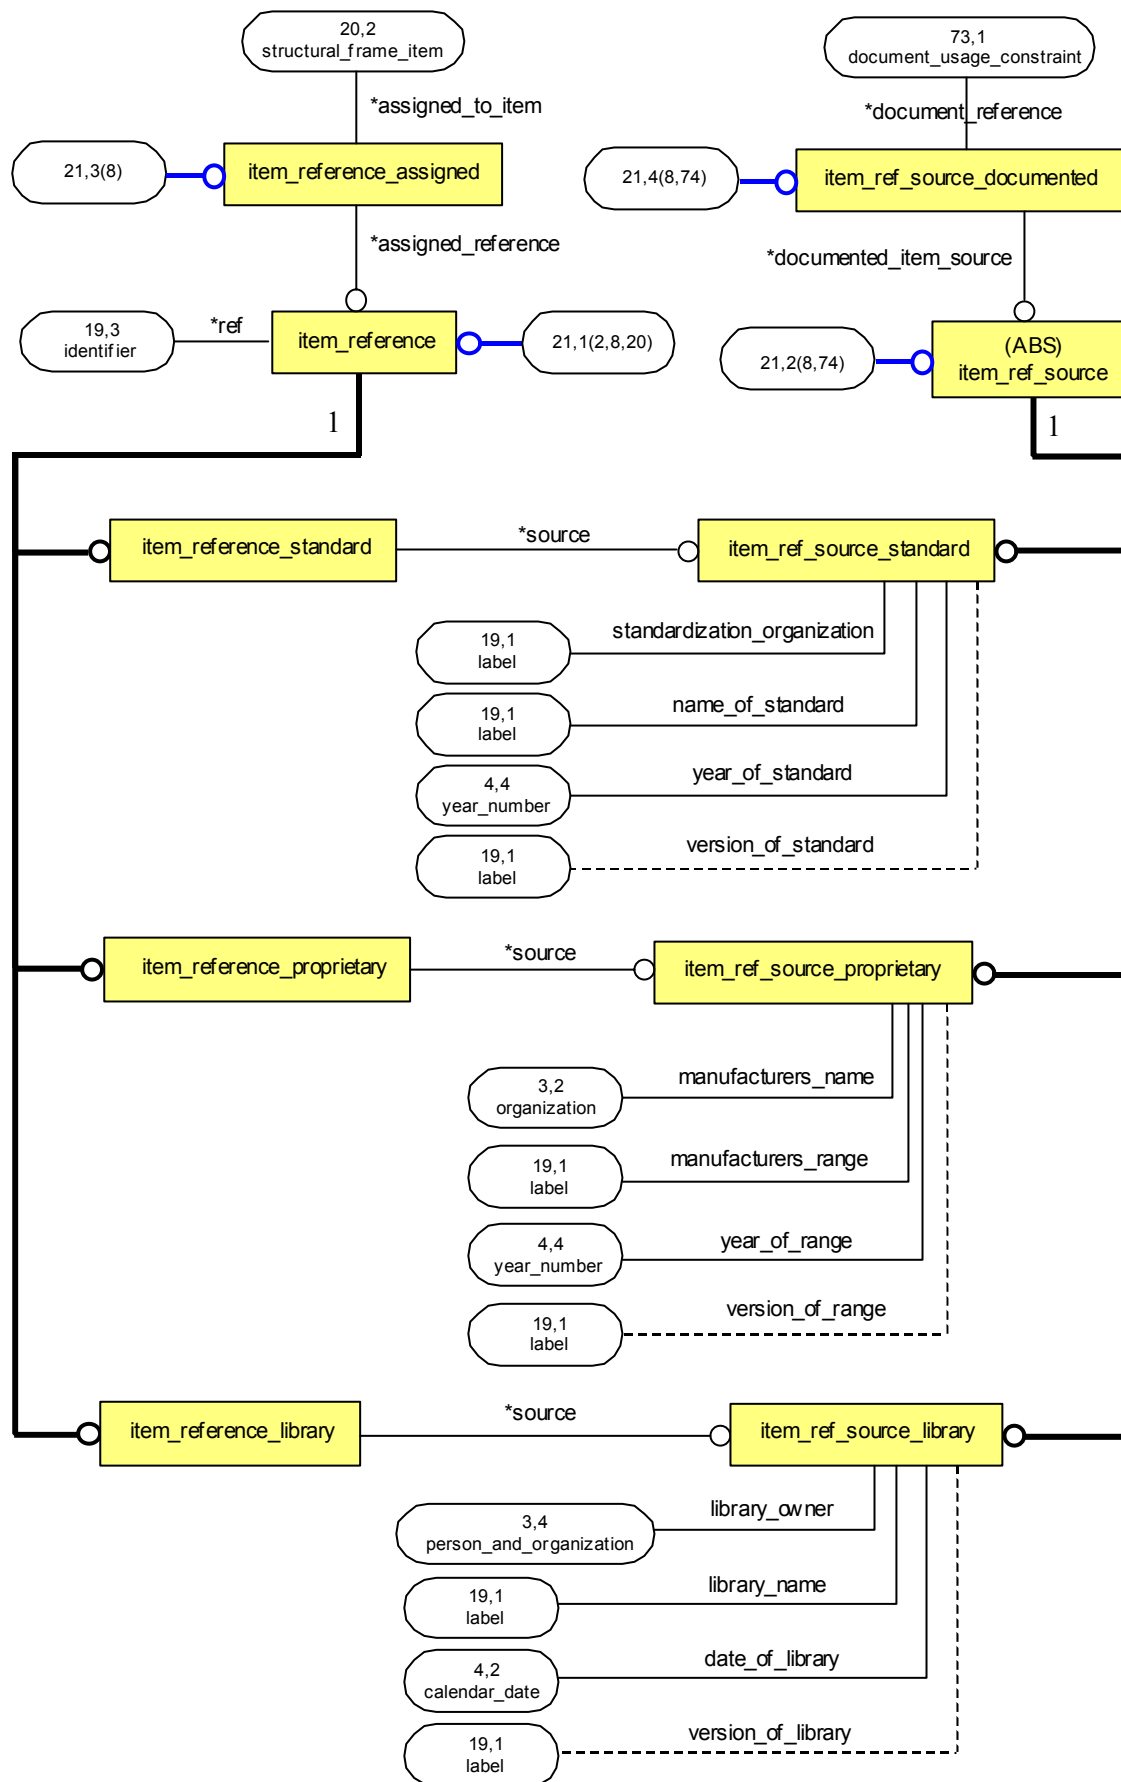 20,2
structural_frame_item
73,1
document_usage_constraint
*assigned_to_item
*document_reference
21,3(8)
item_reference_assigned
21,4(8,74)
item_ref_source_documented
*assigned_reference
*documented_item_source
19,3
identifier
*ref
item_reference
21,1(2,8,20)
21,2(8,74)
(ABS)
item_ref_source
1
1
item_reference_standard
*source
item_ref_source_standard
19,1
label
standardization_organization
19,1
label
name_of_standard
4,4
year_number
year_of_standard
19,1
label
version_of_standard
item_reference_proprietary
*source
item_ref_source_proprietary
3,2
organization
manufacturers_name
19,1
label
manufacturers_range
4,4
year_number
year_of_range
19,1
label
version_of_range
item_reference_library
*source
item_ref_source_library
3,4
person_and_organization
library_owner
19,1
label
library_name
4,2
calendar_date
date_of_library
19,1
label
version_of_library